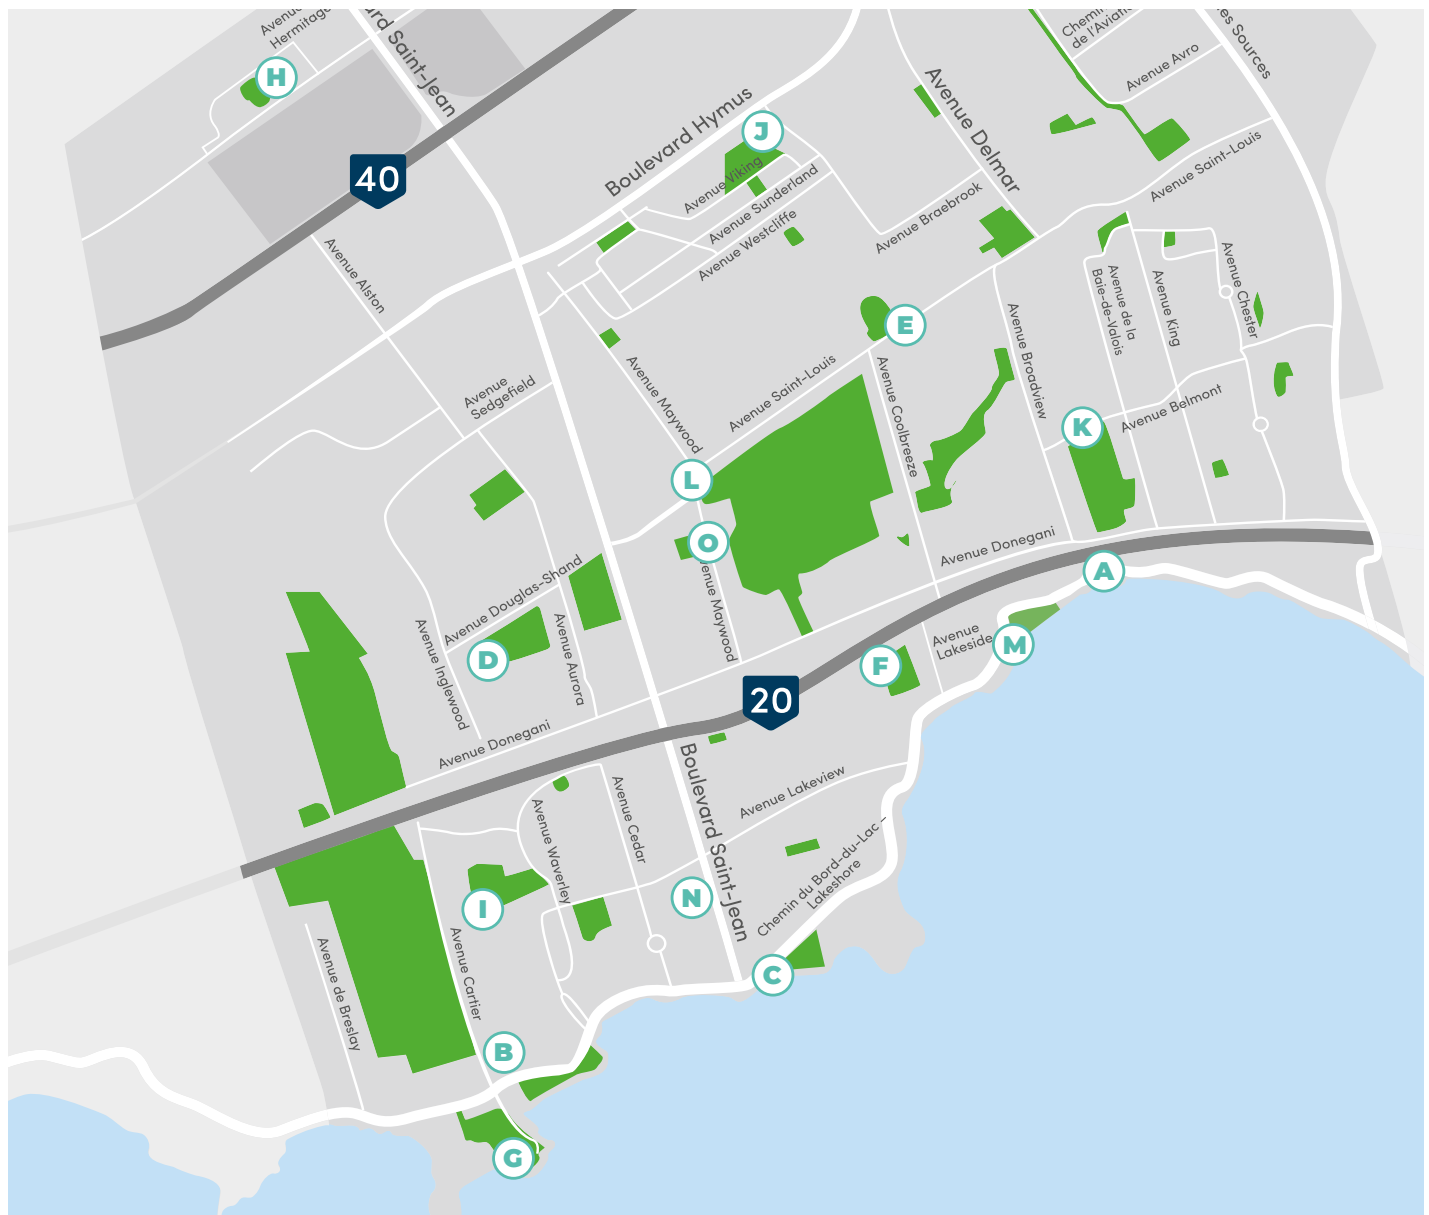 Avenue
Hermitage
Saint-Jean
H
Boulevard Hymus
J
Avenue Viking
Avenue Sunderland
Avenue Westcliffe
Avenue Delmar
de l'Aviation
Avenue Avro
Sources
Avenue Saint-Louis
40
Avenue Braebrook
Avenue Alston
Avenue de la
Baie-de-Valois
Avenue King
Avenue Chester
E
Avenue
Sedgefield
Avenue Maywood
Avenue Saint-Louis
Avenue Coolbreeze
Avenue Broadview
K
Avenue Belmont
L
O
Avenue Donegani
A
Avenue Douglas-Shand
Maywood
D
Avenue Inglewood
Avenue Aurora
F
Avenue
Lakeside
M
20
Avenue Donegani
Boulevard Saint-Jean
Avenue Lakeview
Avenue Waverley
Avenue Cedar
I
N
Chemin du Bord-du-Lac –
Lakeshore
Avenue de Breslay
Avenue Cartier
C
B
G